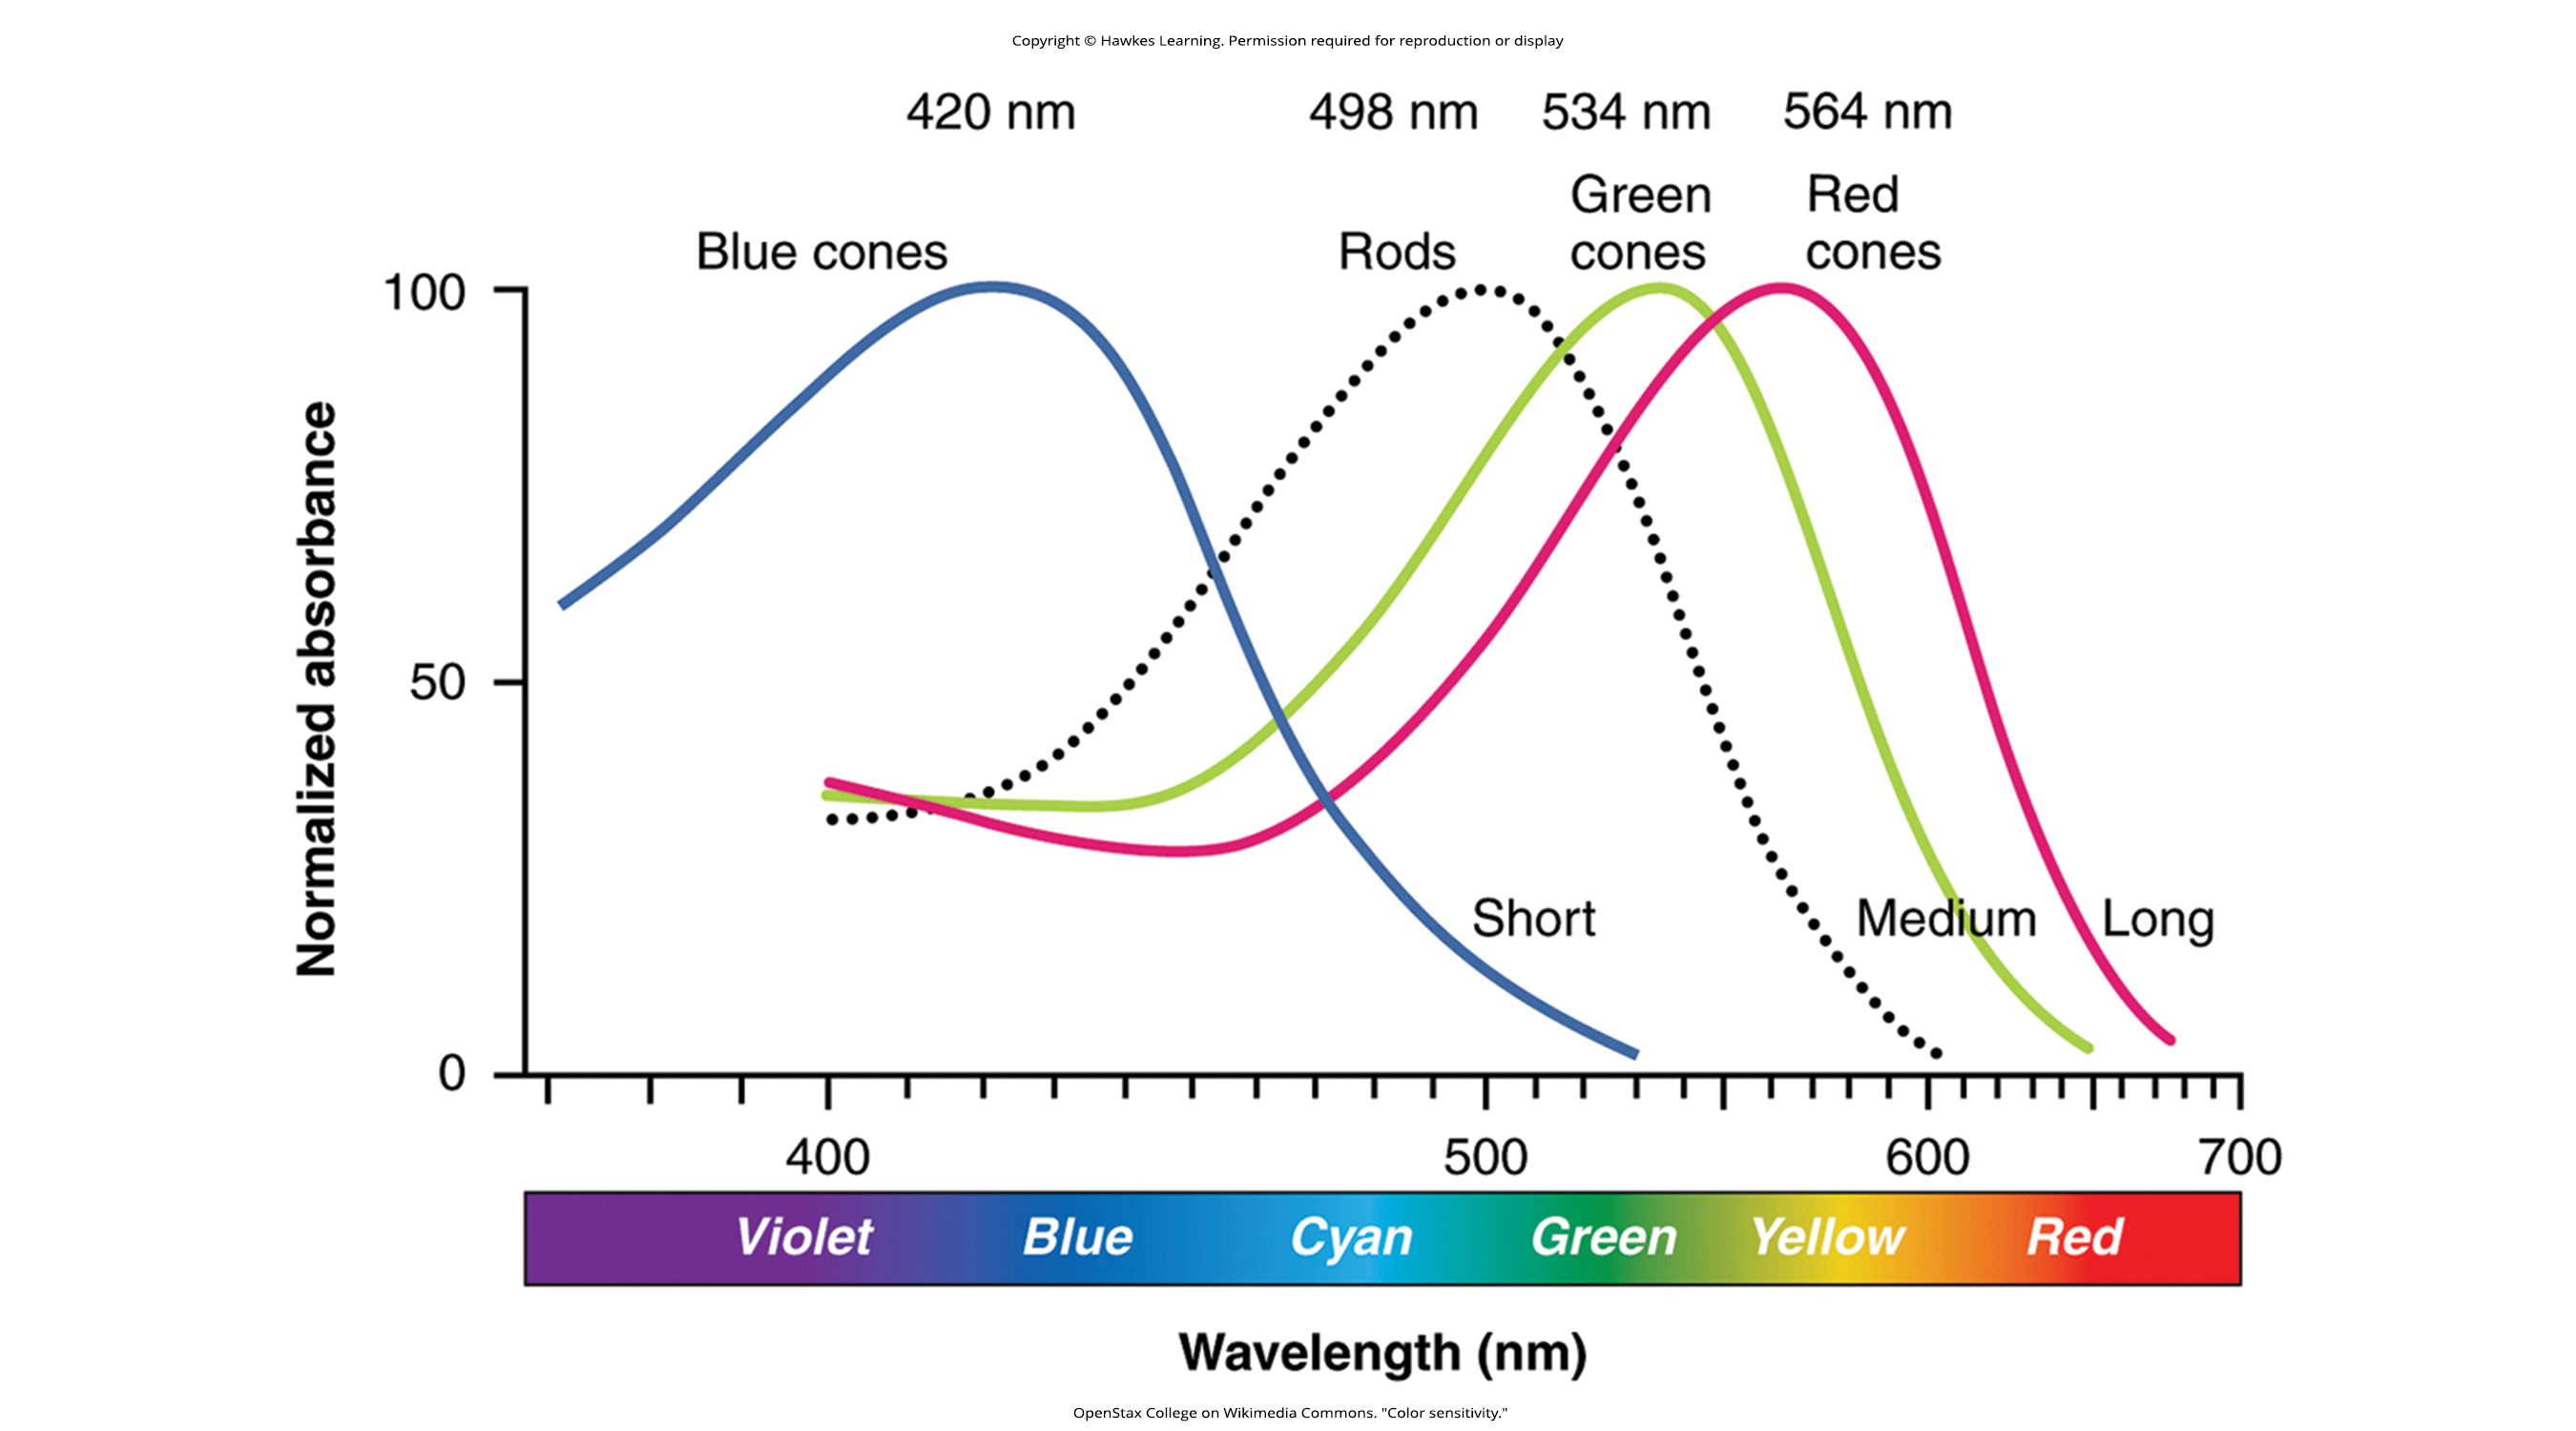 Copyright © Hawkes Learning. Permission required for reproduction or display
420 nm
498 nm
534 nm
564 nm
Blue cones
Rods
Green
cones
Red
cones
100
50
0
Normalized absorbance
Short
Medium
Long
400
500
600
700
Violet
Blue
Cyan
Green
Yellow
Red
Wavelength (nm)
OpenStax College on Wikimedia Commons. "Color sensitivity."